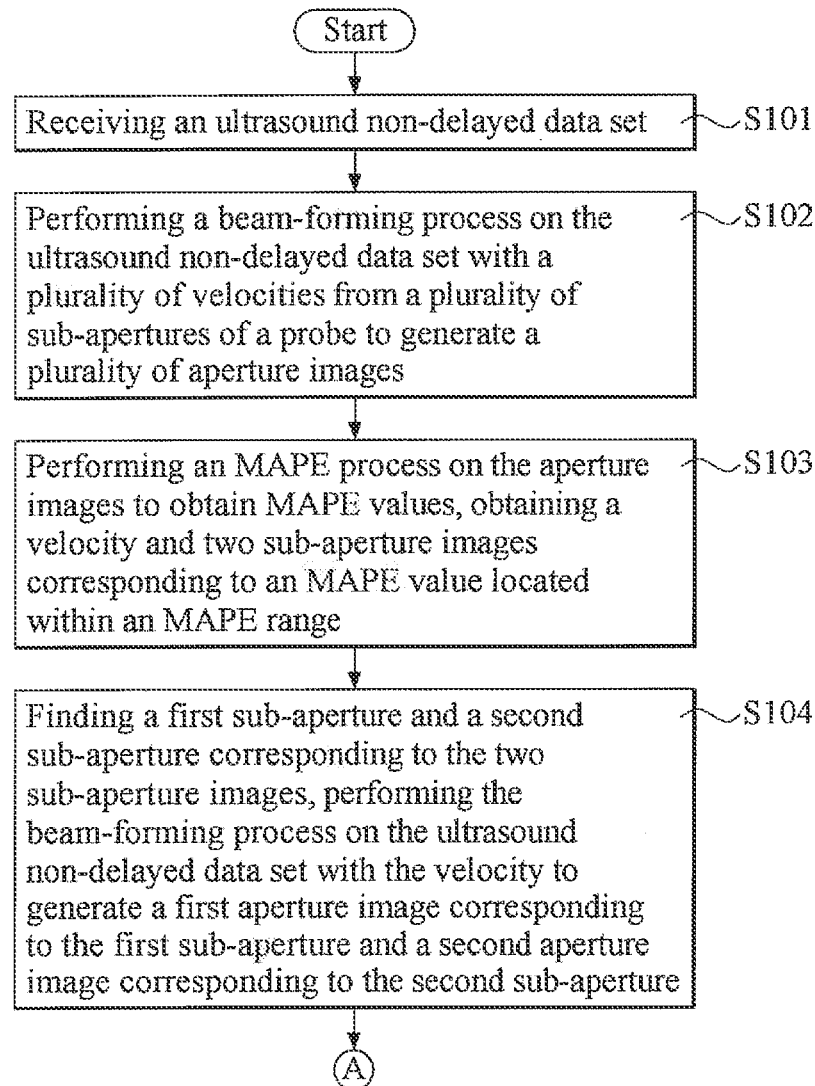 Start
Receiving an ultrasound non-delayed data set
S101
Performing a beam-forming process on the
ultrasound non-delayed data set with a
plurality of velocities from a plurality of
sub-apertures of a probe to generate a
plurality of aperture images
S102
Performing an MAPE process on the aperture
images to obtain MAPE values, obtaining a
velocity and two sub-aperture images
corresponding to an MAPE value located
within an MAPE range
S103
Finding a first sub-aperture and a second
sub-aperture corresponding to the two
sub-aperture images, performing the
beam-forming process on the ultrasound
non-delayed data set with the velocity to
generate a first aperture image corresponding
to the first sub-aperture and a second aperture
image corresponding to the second sub-aperture
S104
A